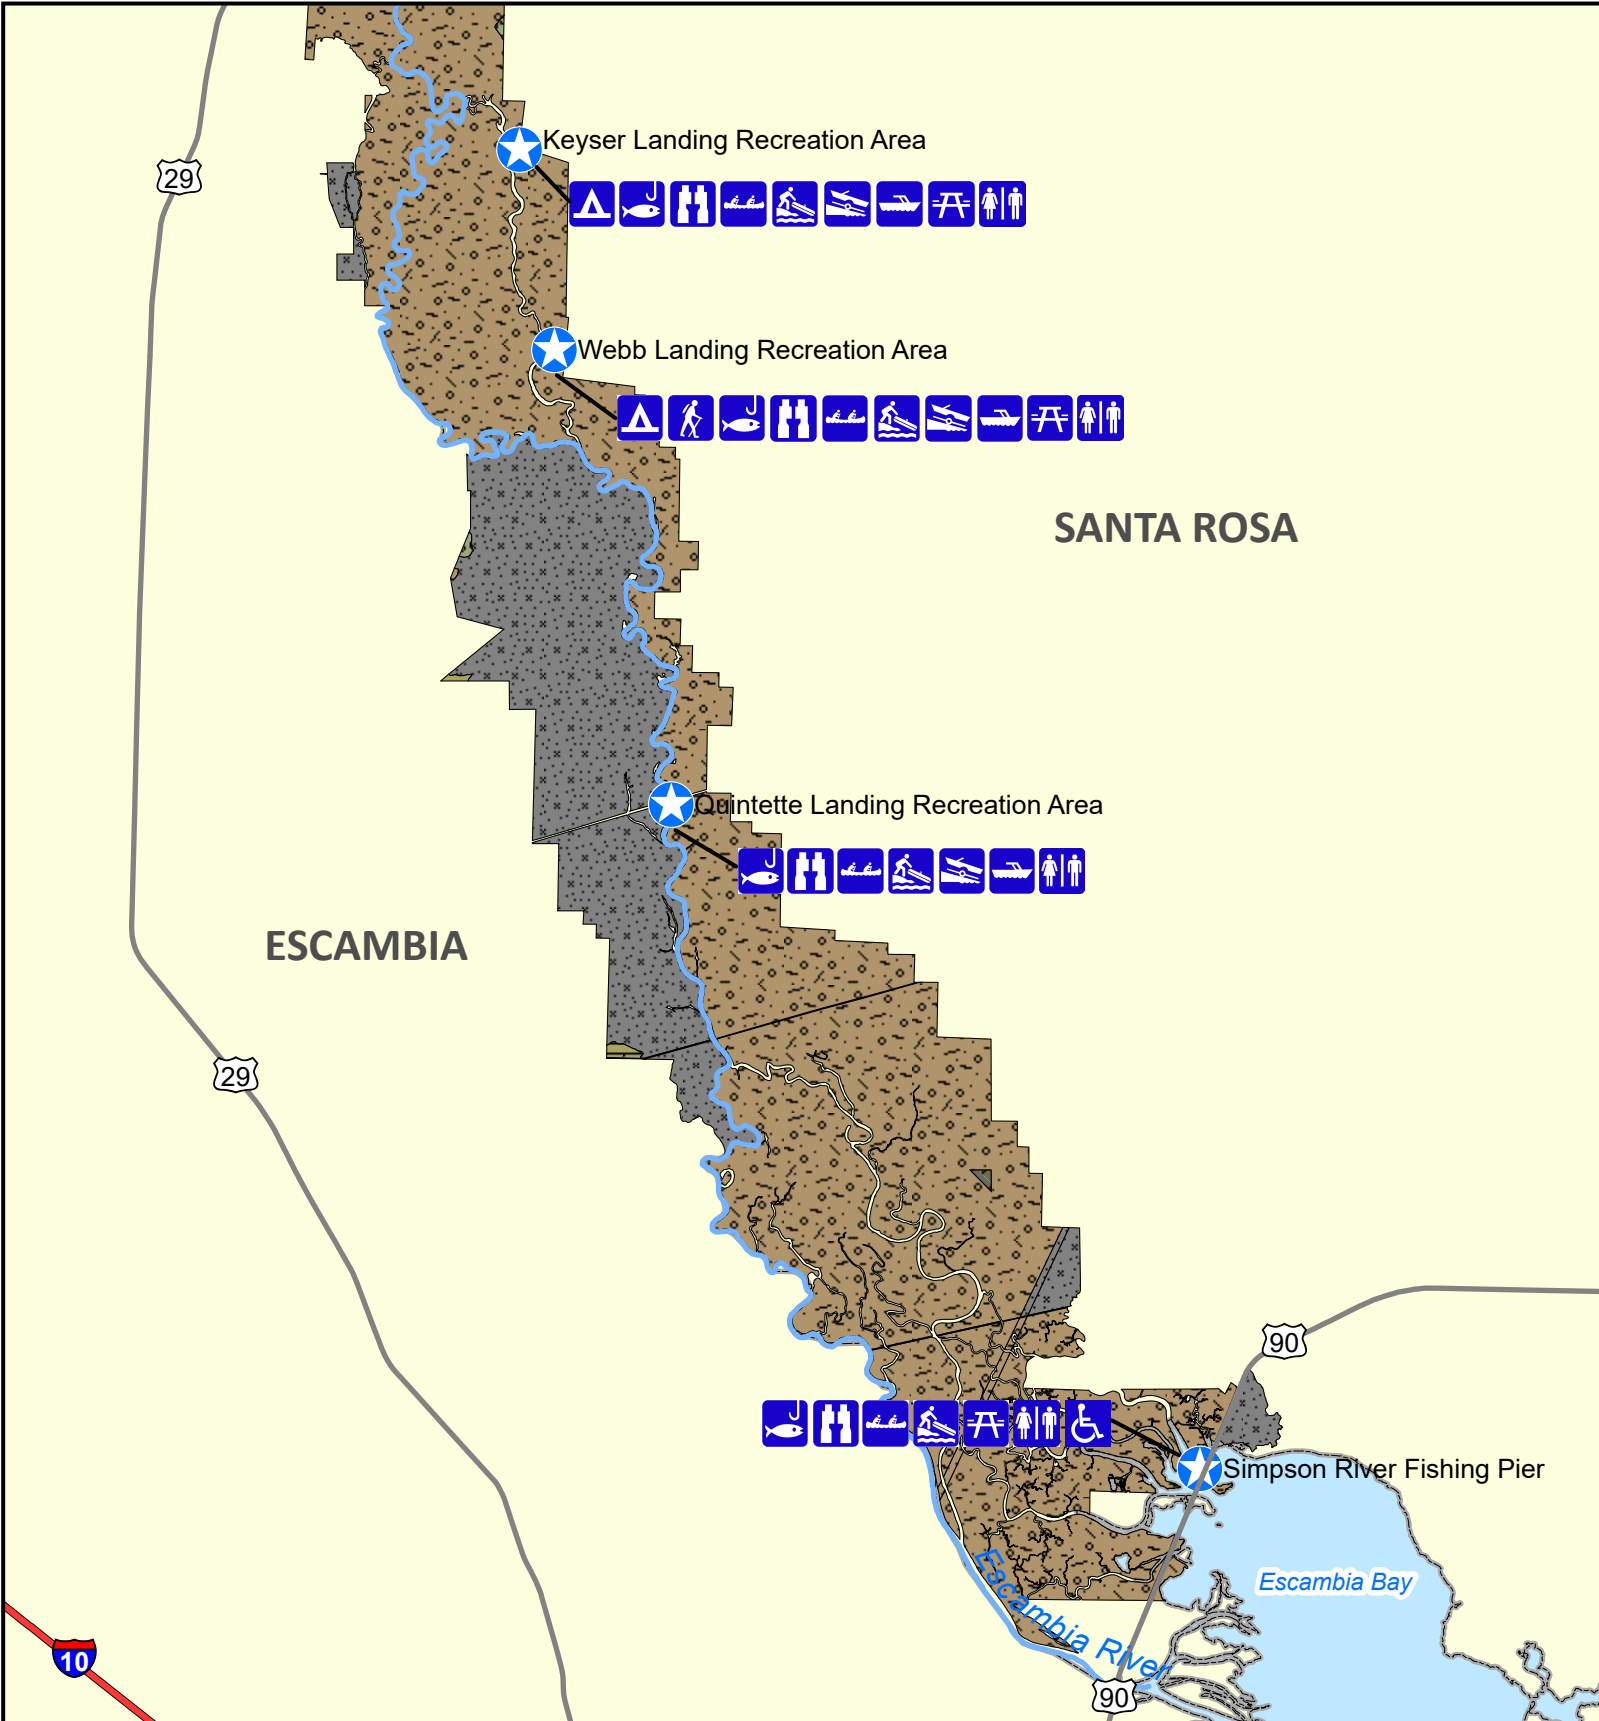 Keyser Landing Recreation Area
29
Webb Landing Recreation Area
SANTA ROSA
Quintette Landing Recreation Area
ESCAMBIA
29
90
Simpson River Fishing Pier
Escambia Bay
Escambia River
10
90